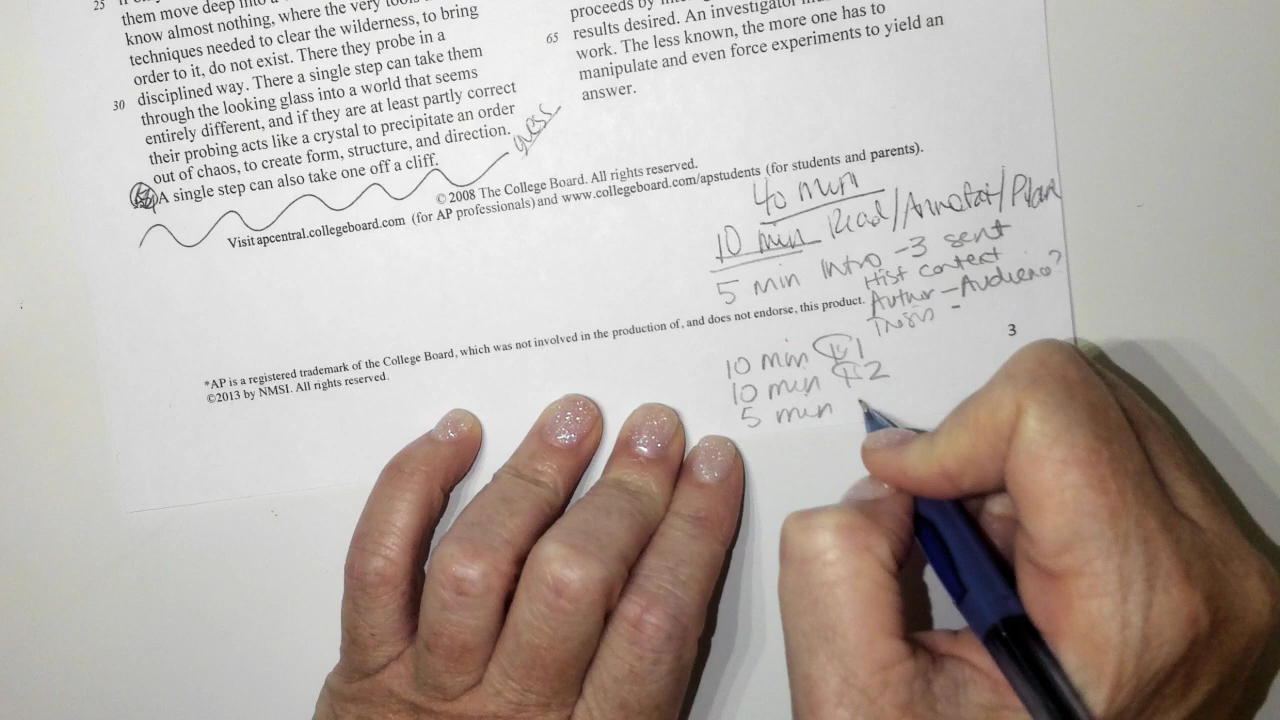 25
them move deep into a
know almost nothing, where the very tools
techniques needed to clear the wilderness, to bring
order to it, do not exist. There they probe in a
disciplined way. There a single step can take them
30 through the looking glass into a world that seems
entirely different, and if they are at least partly correct
their probing acts like a crystal to precipitate an order
out of chaos, to create form, structure, and direction.
A single step can also take one off a cliff.
guess
proceeds by
results desired. An investigator
65 work. The less known, the more one has to
manipulate and even force experiments to yield an
answer.
© 2008 The College Board. All rights reserved.
Visit apcentral.collegeboard.com (for AP professionals) and www.collegeboard.com/apstudents (for students and parents).
40 min
10 min Read/Annotat/Plan
5 min Intro - 3 sent
Hist context
Author - Audience?
Thesis -
*AP is a registered trademark of the College Board, which was not involved in the production of, and does not endorse, this product.
©2013 by NMSI. All rights reserved.
3
10 min 1
10 min 2
5 min